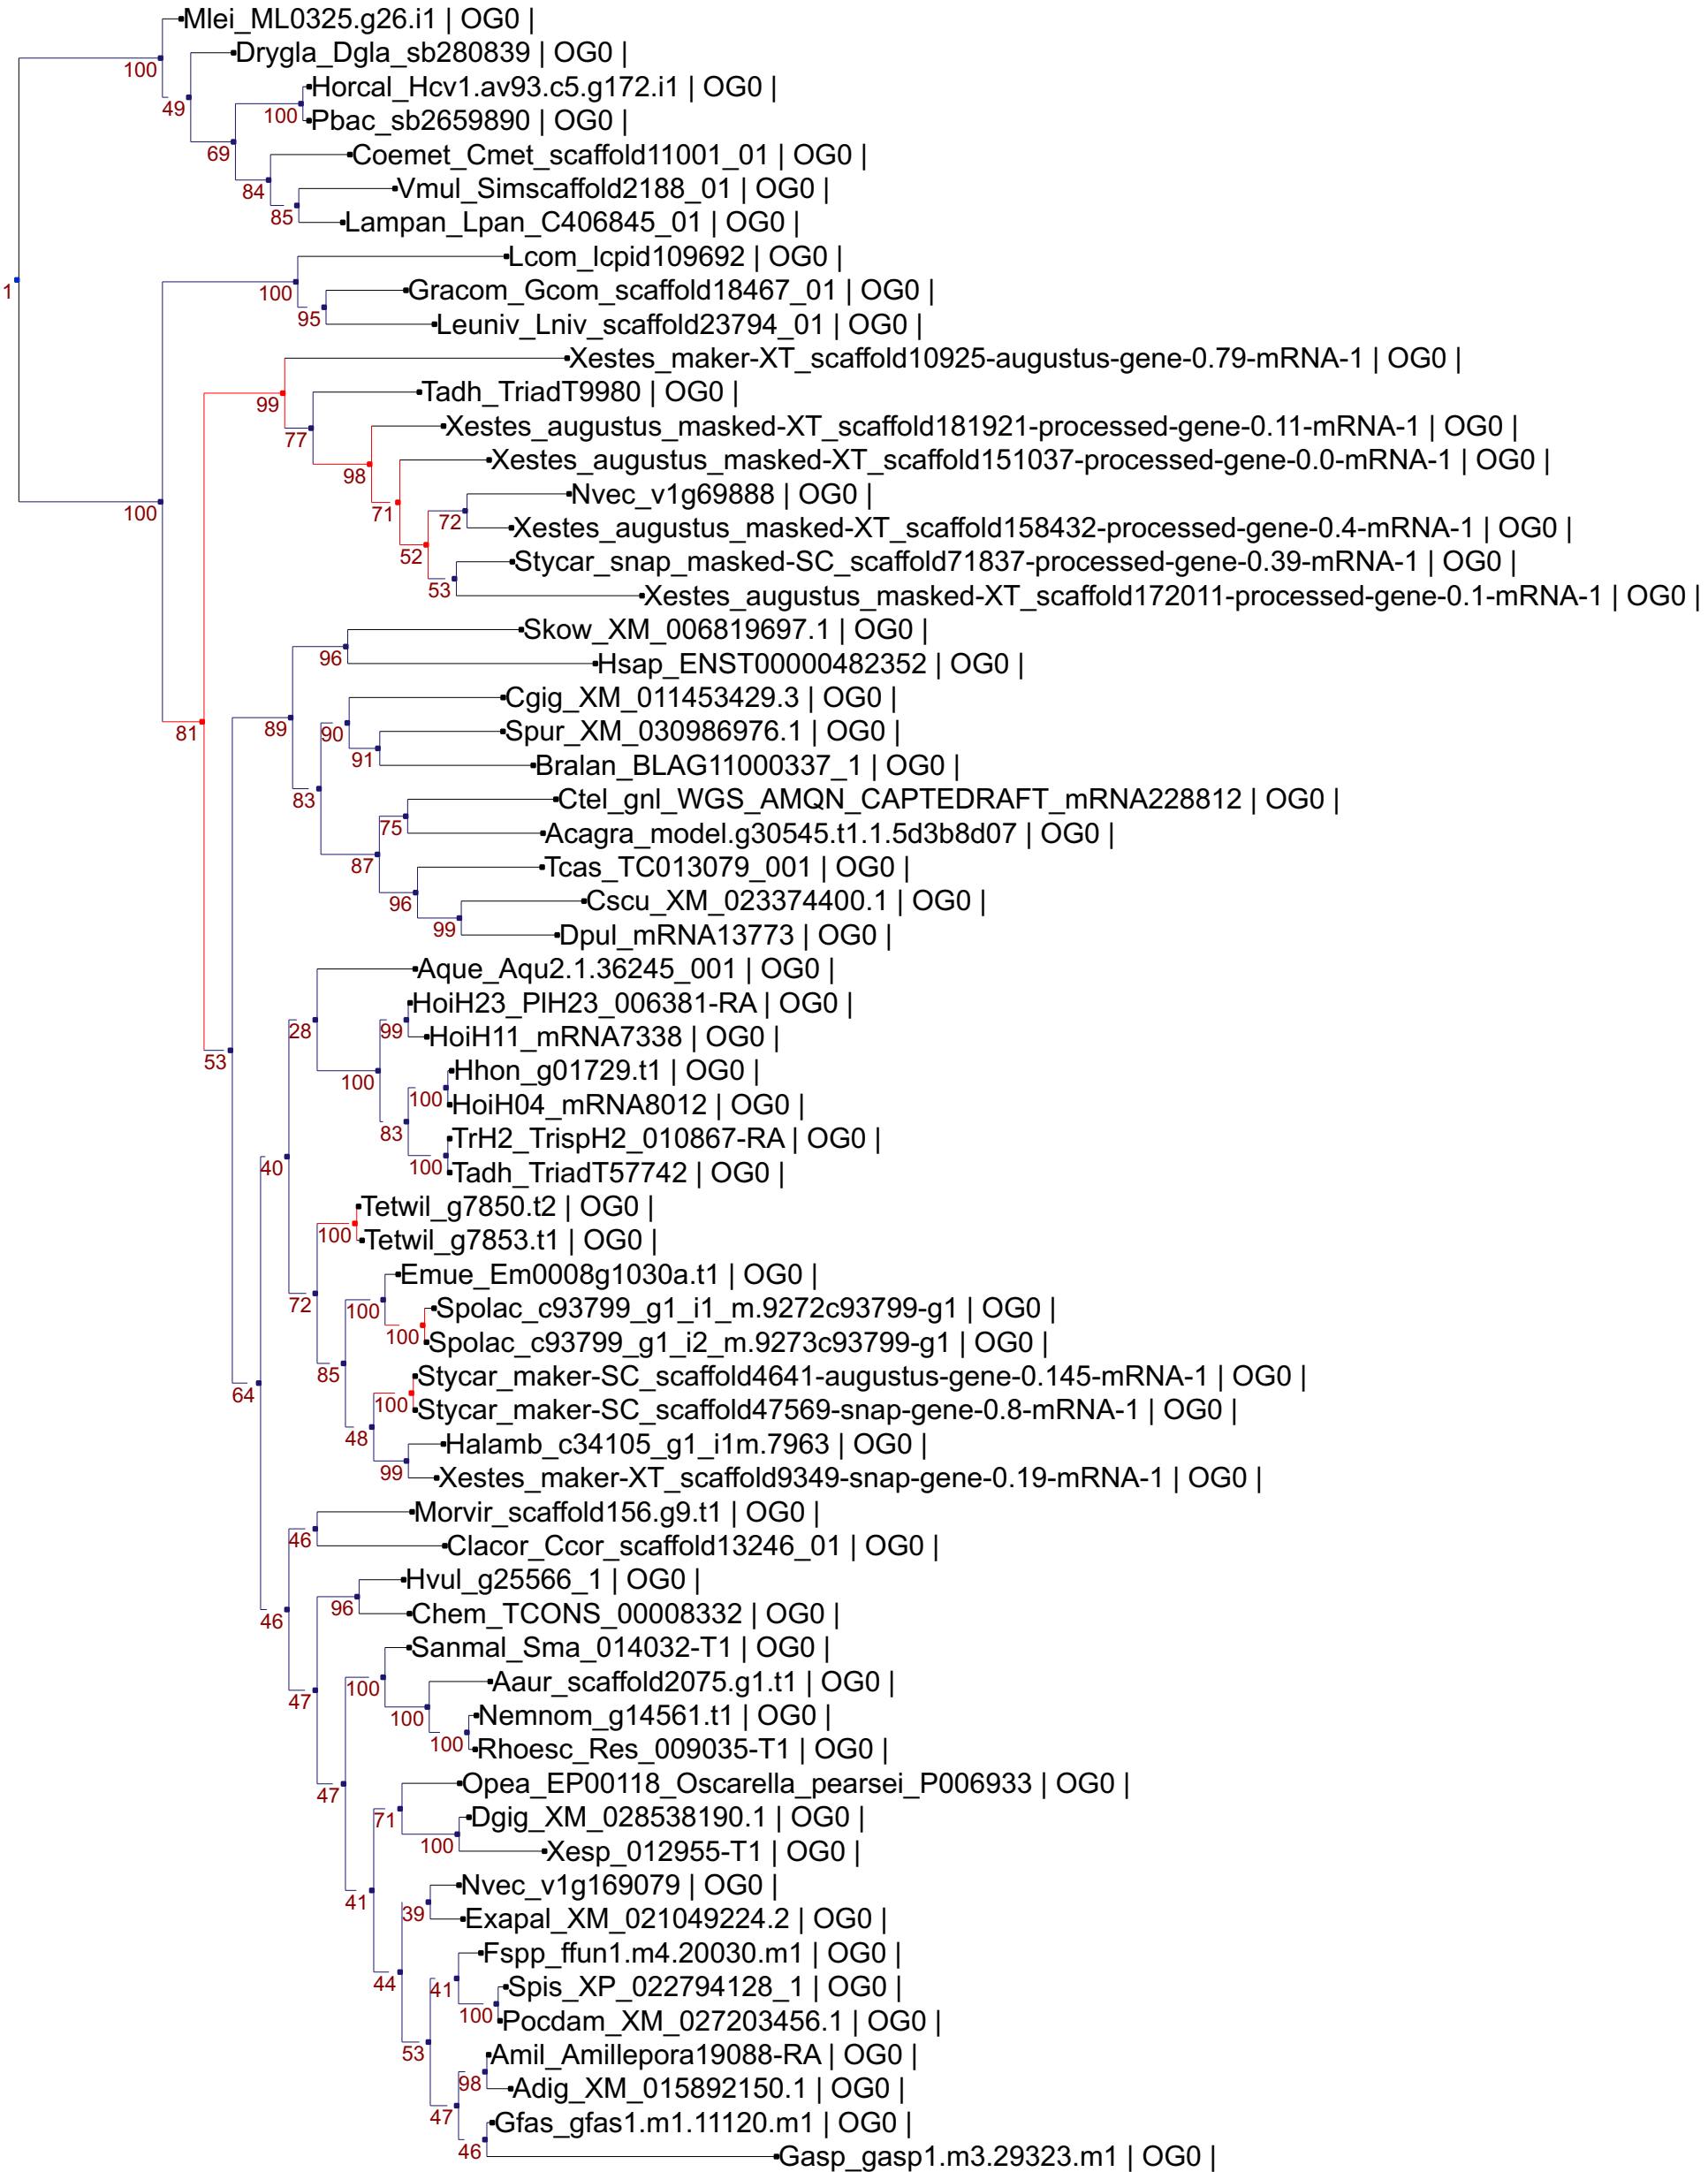 Mlei_ML0325.g26.i1 | OG0 |
Drygla_Dgla_sb280839 | OG0 |
100
Horcal_Hcv1.av93.c5.g172.i1 | OG0 |
49
100
Pbac_sb2659890 | OG0 |
69
Coemet_Cmet_scaffold11001_01 | OG0 |
84
Vmul_Simscaffold2188_01 | OG0 |
85
Lampan_Lpan_C406845_01 | OG0 |
Lcom_lcpid109692 | OG0 |
1
100
Gracom_Gcom_scaffold18467_01 | OG0 |
95
Leuniv_Lniv_scaffold23794_01 | OG0 |
Xestes_maker-XT_scaffold10925-augustus-gene-0.79-mRNA-1 | OG0 |
99
Tadh_TriadT9980 | OG0 |
77
Xestes_augustus_masked-XT_scaffold181921-processed-gene-0.11-mRNA-1 | OG0 |
98
Xestes_augustus_masked-XT_scaffold151037-processed-gene-0.0-mRNA-1 | OG0 |
100
71
Nvec_v1g69888 | OG0 |
72
Xestes_augustus_masked-XT_scaffold158432-processed-gene-0.4-mRNA-1 | OG0 |
52
Stycar_snap_masked-SC_scaffold71837-processed-gene-0.39-mRNA-1 | OG0 |
53
Xestes_augustus_masked-XT_scaffold172011-processed-gene-0.1-mRNA-1 | OG0 |
Skow_XM_006819697.1 | OG0 |
96
Hsap_ENST00000482352 | OG0 |
Cgig_XM_011453429.3 | OG0 |
81
89
90
Spur_XM_030986976.1 | OG0 |
91
Bralan_BLAG11000337_1 | OG0 |
83
Ctel_gnl_WGS_AMQN_CAPTEDRAFT_mRNA228812 | OG0 |
75
Acagra_model.g30545.t1.1.5d3b8d07 | OG0 |
87
Tcas_TC013079_001 | OG0 |
96
Cscu_XM_023374400.1 | OG0 |
99
Dpul_mRNA13773 | OG0 |
Aque_Aqu2.1.36245_001 | OG0 |
HoiH23_PlH23_006381-RA | OG0 |
28
99
HoiH11_mRNA7338 | OG0 |
53
100
Hhon_g01729.t1 | OG0 |
100
HoiH04_mRNA8012 | OG0 |
83
TrH2_TrispH2_010867-RA | OG0 |
40
100
Tadh_TriadT57742 | OG0 |
Tetwil_g7850.t2 | OG0 |
100
Tetwil_g7853.t1 | OG0 |
Emue_Em0008g1030a.t1 | OG0 |
72
100
Spolac_c93799_g1_i1_m.9272c93799-g1 | OG0 |
100
Spolac_c93799_g1_i2_m.9273c93799-g1 | OG0 |
85
Stycar_maker-SC_scaffold4641-augustus-gene-0.145-mRNA-1 | OG0 |
64
100
Stycar_maker-SC_scaffold47569-snap-gene-0.8-mRNA-1 | OG0 |
48
Halamb_c34105_g1_i1m.7963 | OG0 |
99
Xestes_maker-XT_scaffold9349-snap-gene-0.19-mRNA-1 | OG0 |
Morvir_scaffold156.g9.t1 | OG0 |
46
Clacor_Ccor_scaffold13246_01 | OG0 |
Hvul_g25566_1 | OG0 |
96
Chem_TCONS_00008332 | OG0 |
46
Sanmal_Sma_014032-T1 | OG0 |
100
Aaur_scaffold2075.g1.t1 | OG0 |
47
100
Nemnom_g14561.t1 | OG0 |
100
Rhoesc_Res_009035-T1 | OG0 |
Opea_EP00118_Oscarella_pearsei_P006933 | OG0 |
47
71
Dgig_XM_028538190.1 | OG0 |
100
Xesp_012955-T1 | OG0 |
Nvec_v1g169079 | OG0 |
41
39
Exapal_XM_021049224.2 | OG0 |
Fspp_ffun1.m4.20030.m1 | OG0 |
44
41
Spis_XP_022794128_1 | OG0 |
100
Pocdam_XM_027203456.1 | OG0 |
53
Amil_Amillepora19088-RA | OG0 |
98
Adig_XM_015892150.1 | OG0 |
47
Gfas_gfas1.m1.11120.m1 | OG0 |
46
Gasp_gasp1.m3.29323.m1 | OG0 |